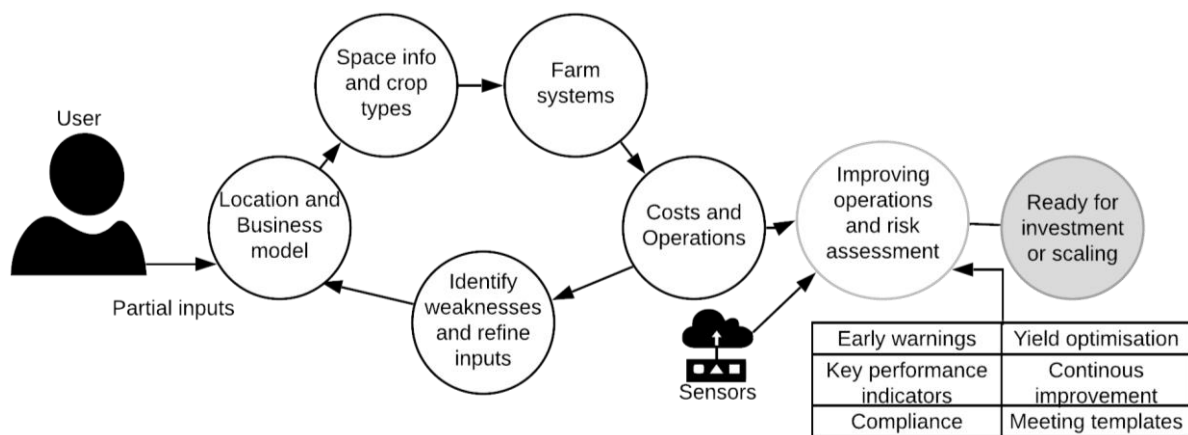 User
Partial inputs
Location and
Business
model
Space info
and crop
types
Farm
systems
Costs and
Operations
Identify
weaknesses
and refine
inputs
Improving
operations
and risk
assessment
Ready for
investment
or scaling
Sensors
Early warnings
Yield optimisation
Key performance
indicators
Continous
improvement
Compliance
Meeting templates